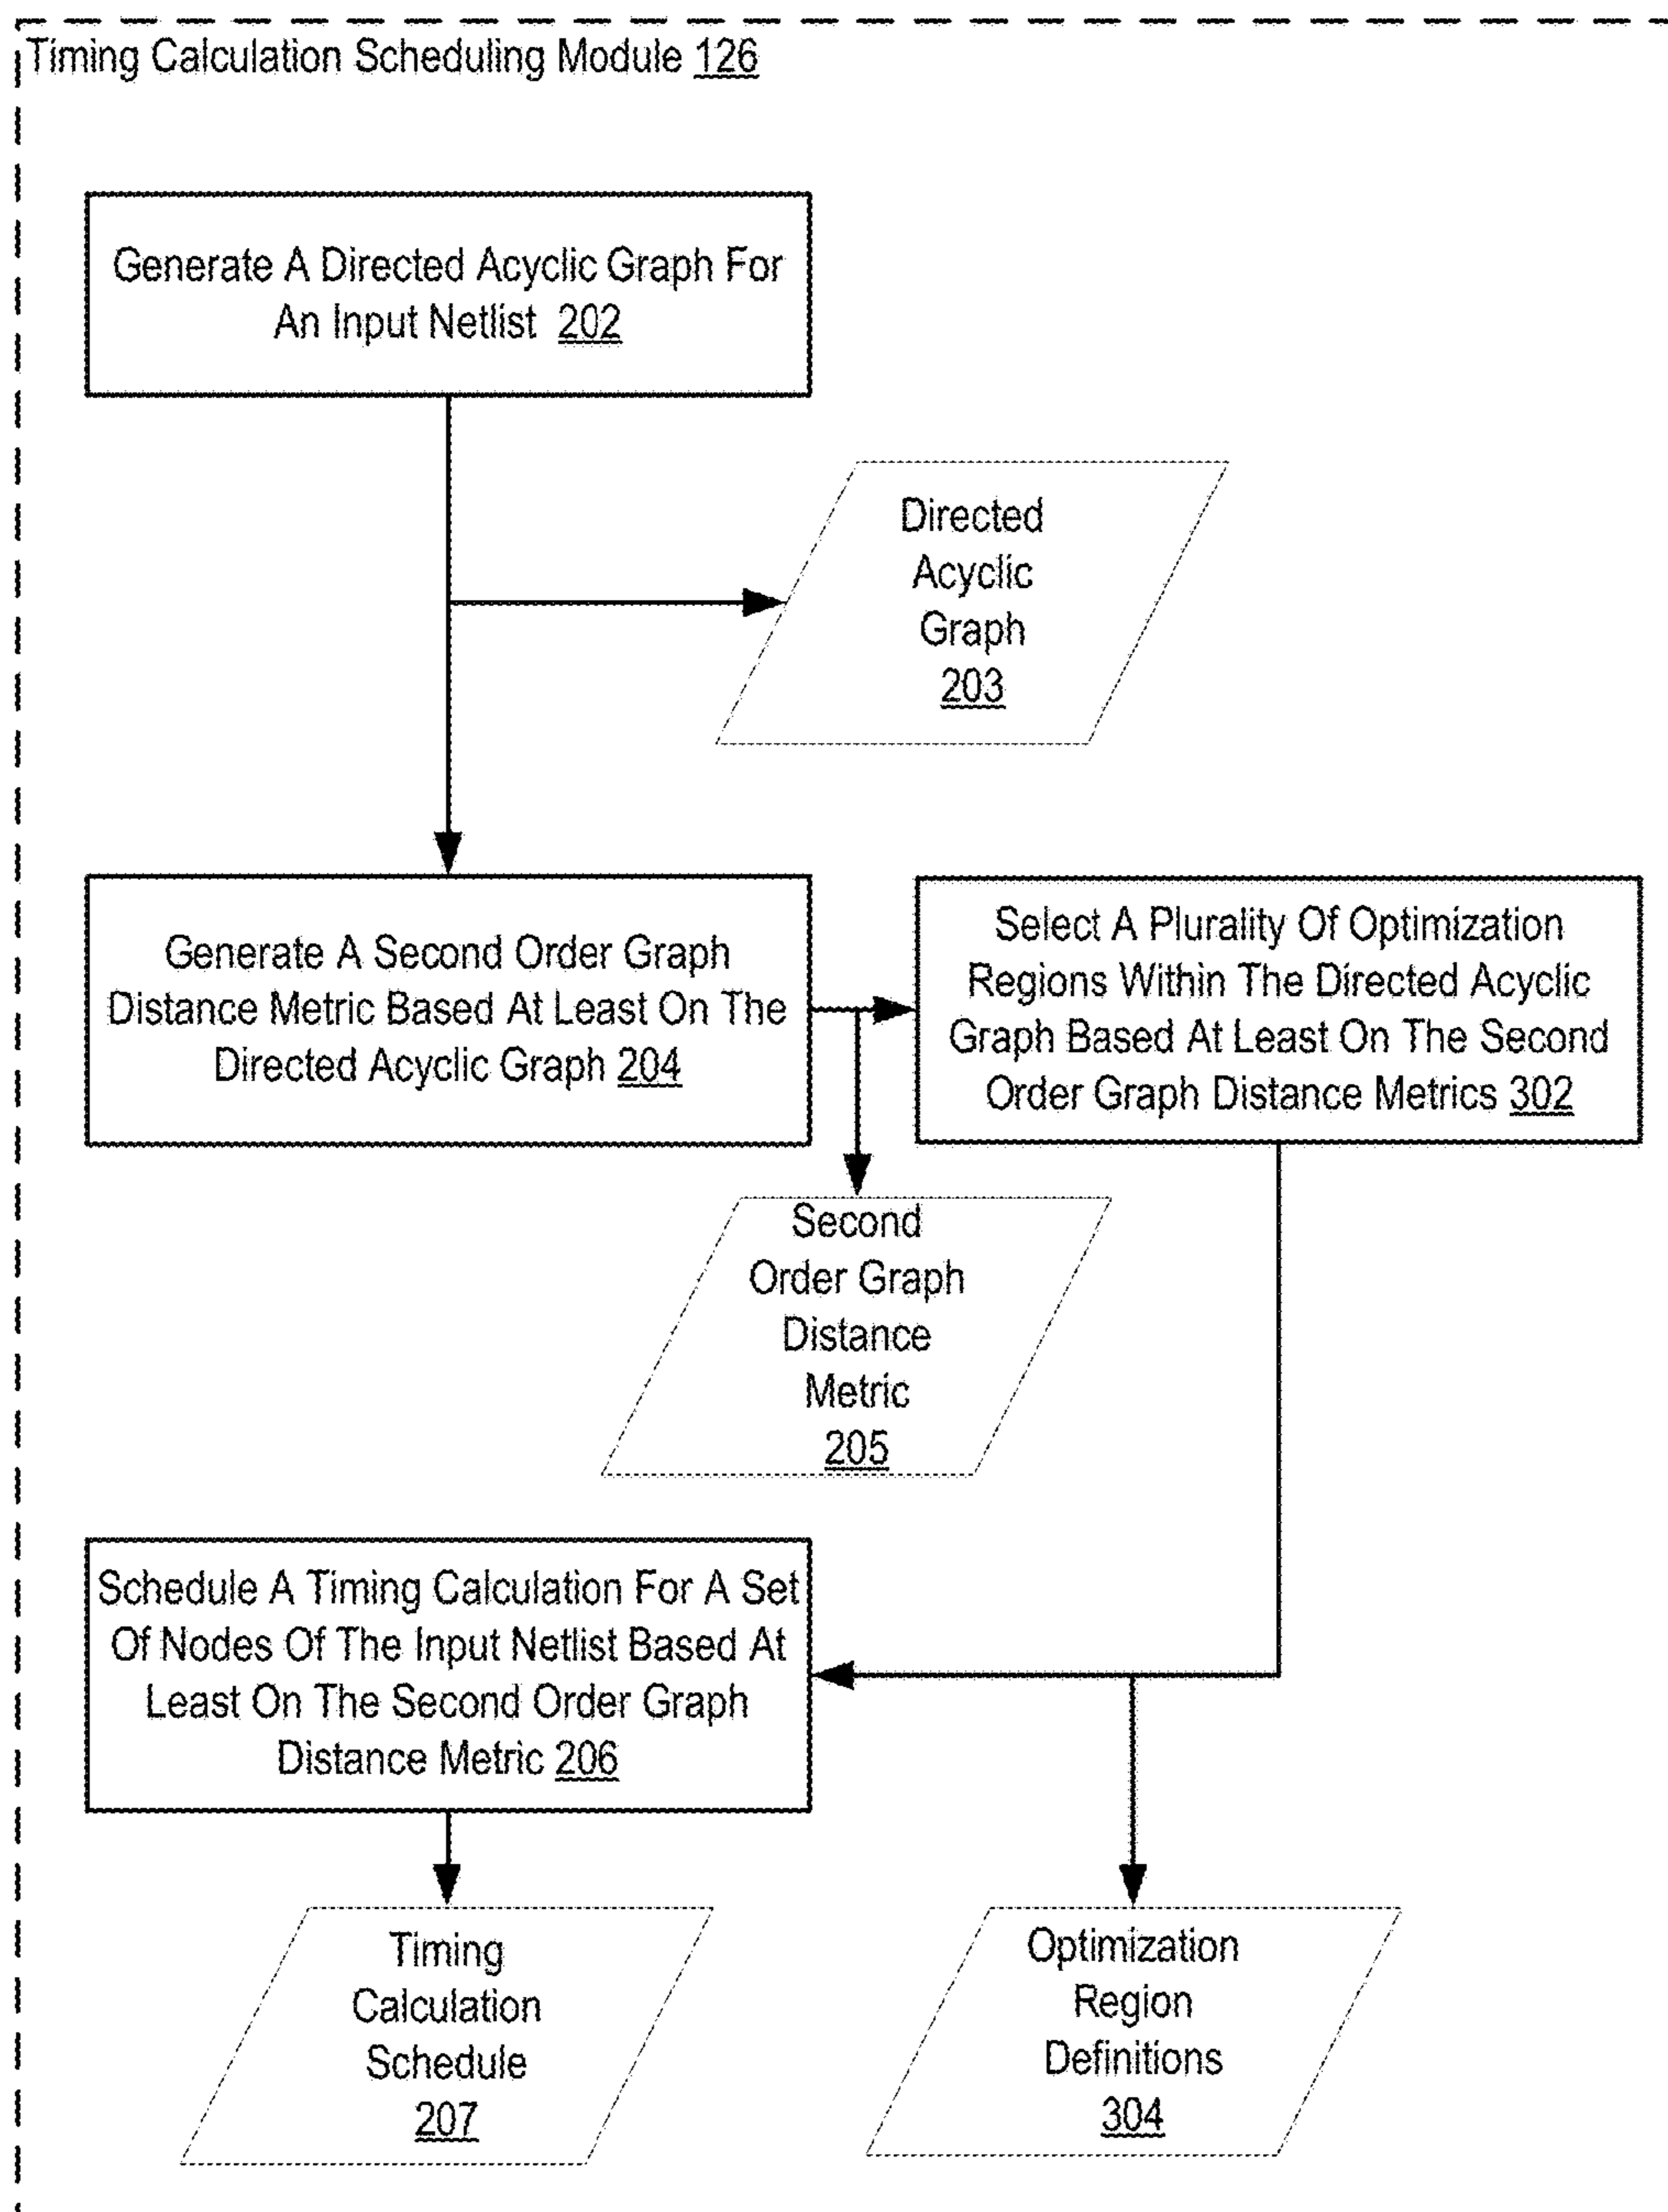 Timing Calculation Scheduling Module 126
Generate A Directed Acyclic Graph For
An Input Netlist 202
Directed
Acyclic
Graph
203
Generate A Second Order Graph
Distance Metric Based At Least On The
Directed Acyclic Graph 204
Select A Plurality Of Optimization
Regions Within The Directed Acyclic
Graph Based At Least On The Second
Order Graph Distance Metrics 302
Second
Order Graph
Distance
Metric
205
Schedule A Timing Calculation For A Set
Of Nodes Of The Input Netlist Based At
Least On The Second Order Graph
Distance Metric 206
Timing
Calculation
Schedule
207
Optimization
Region
Definitions
304